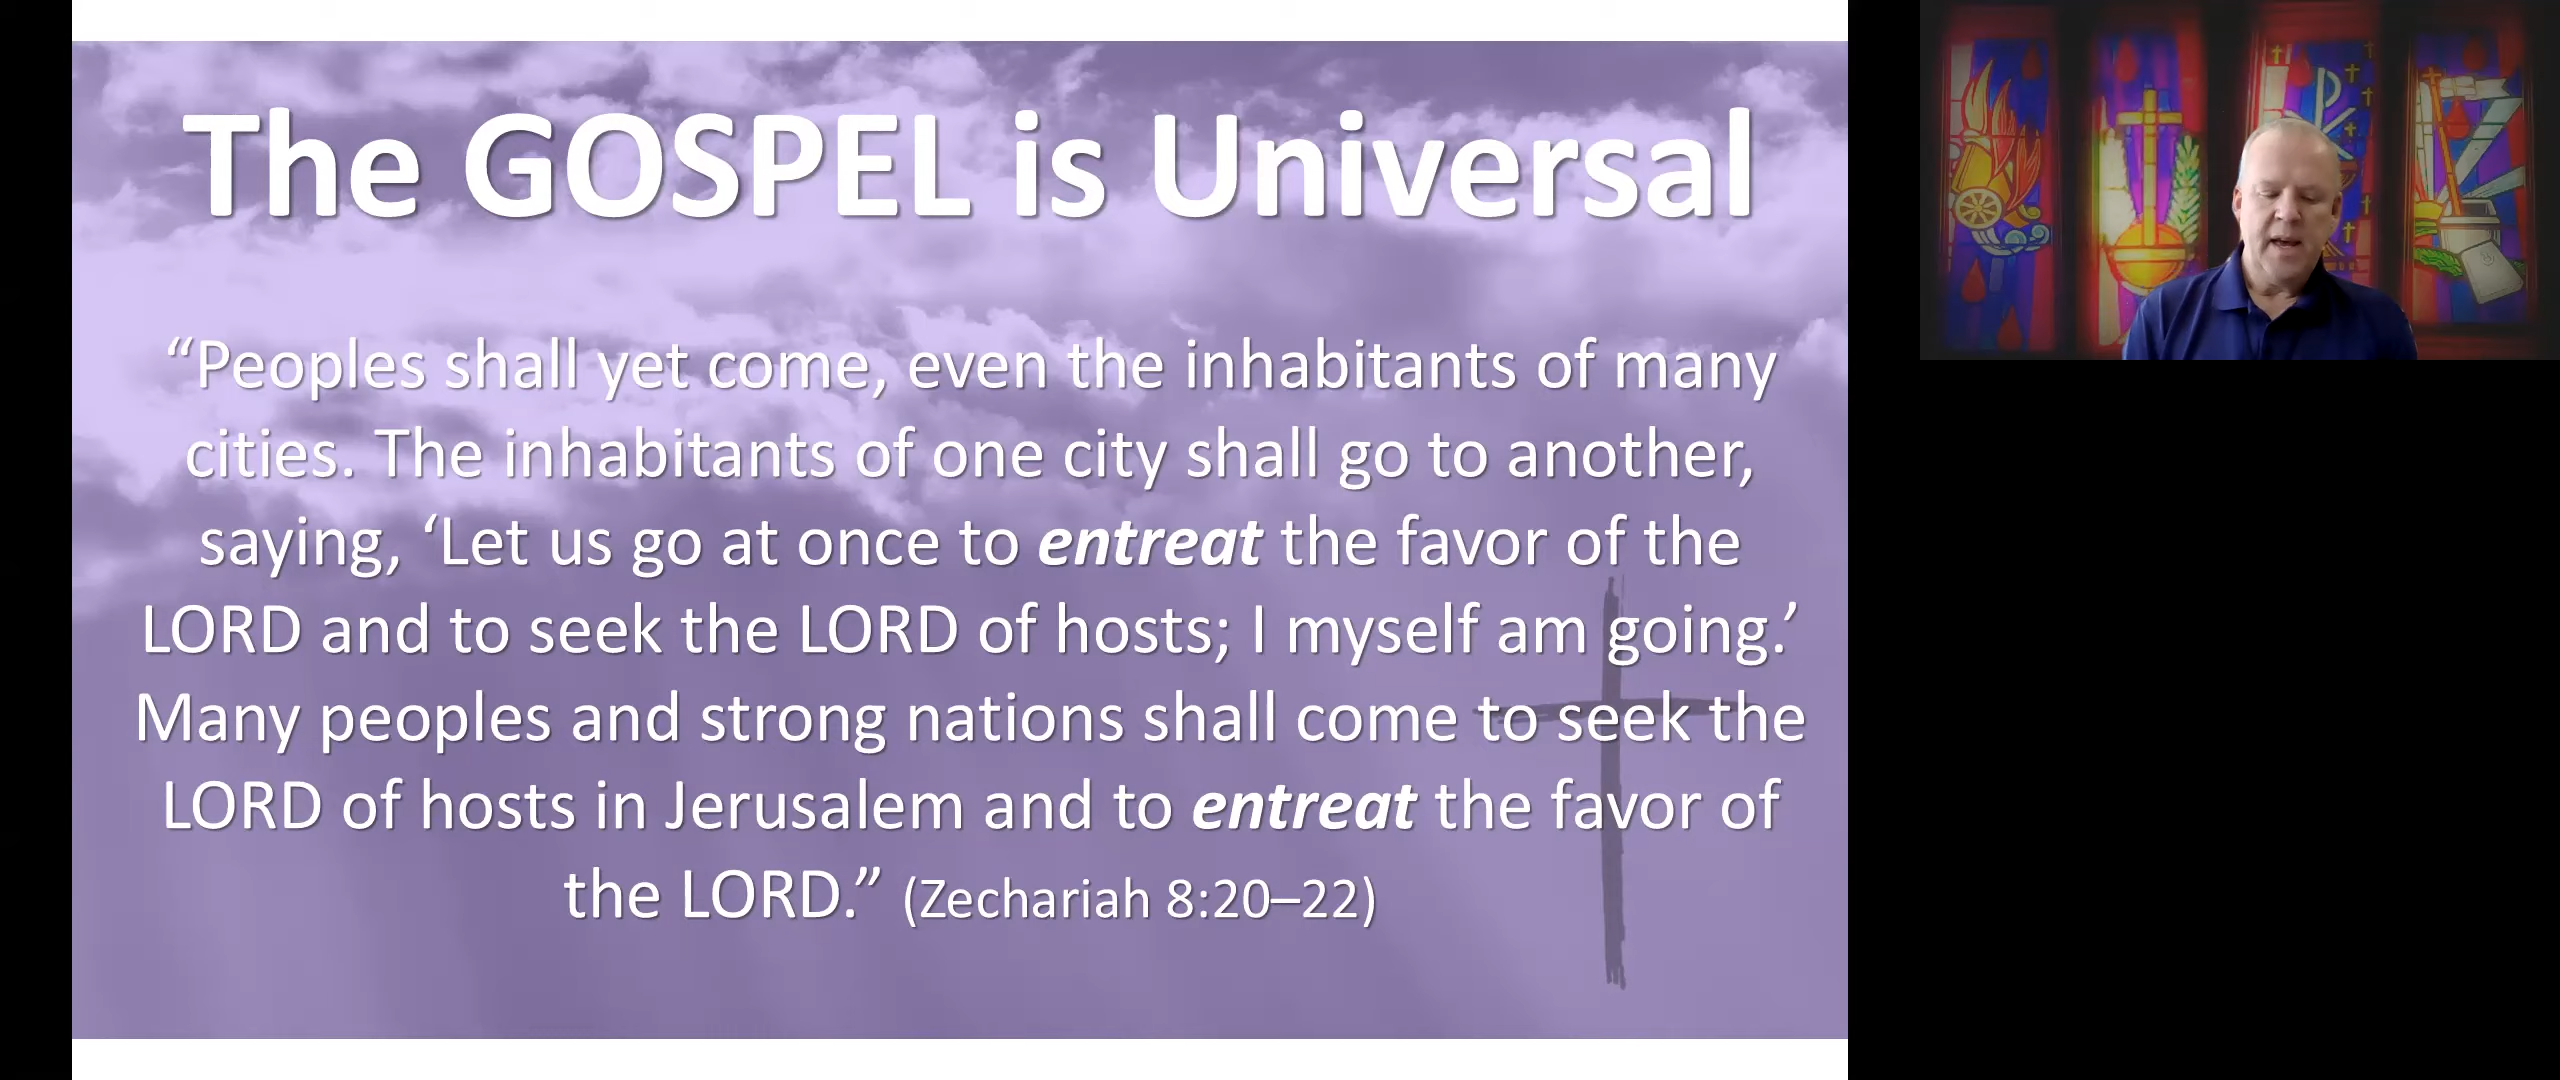 The GOSPEL is Universal
“Peoples shall yet come, even the inhabitants of many
cities. The inhabitants of one city shall go to another,
saying, ‘Let us go at once to entreat the favor of the
LORD and to seek the LORD of hosts; I myself am going.’
Many peoples and strong nations shall come to seek the
LORD of hosts in Jerusalem and to entreat the favor of
the LORD.” (Zechariah 8:20–22)